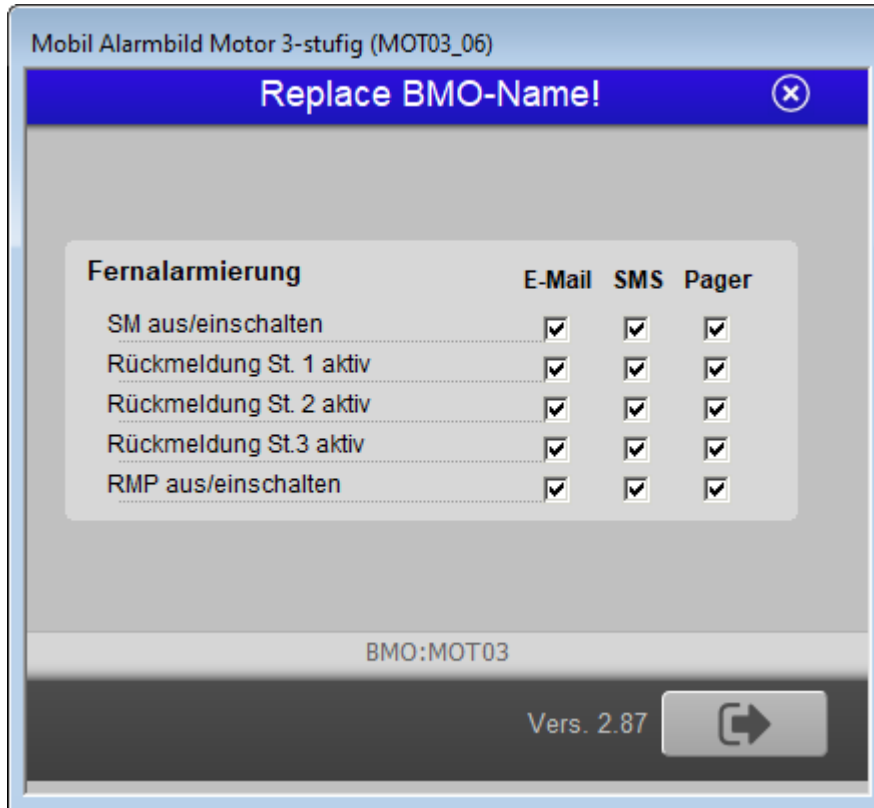 Mobil Alarmbild Motor 3-stufig (MOT03_06)
Replace BMO-Name!
Fernalarmierung E-Mail SMS Pager
SM aus/einschalten
Rückmeldung St. 1 aktiv
Rückmeldung St. 2 aktiv
Rückmeldung St.3 aktiv
RMP aus/einschalten
BMO:MOT03
Vers. 2.87